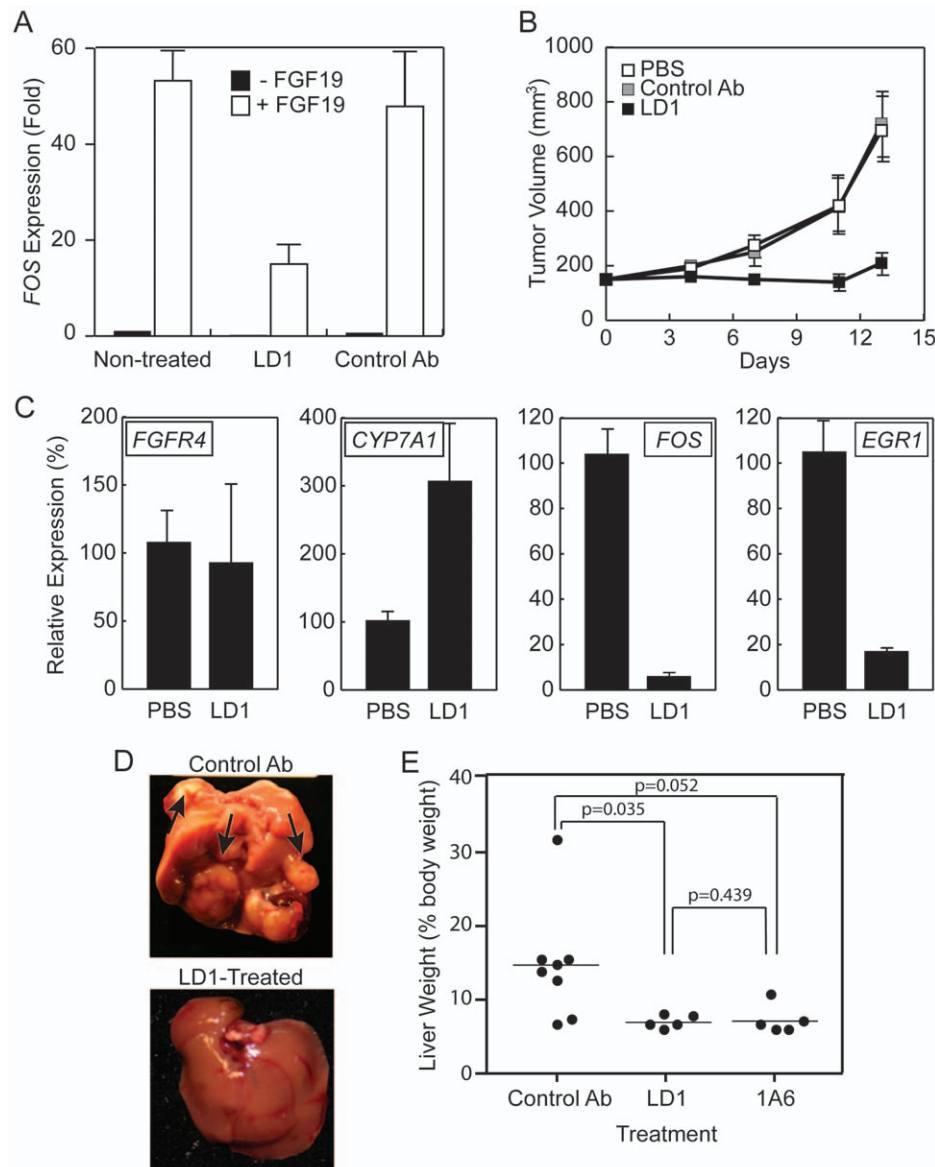 A
FOS Expression (Fold)
60
40
20
0
- FGF19
+ FGF19
Non-treated LD1 Control Ab
B
Tumor Volume (mm³)
1000
800
600
400
200
0
PBS
Control Ab
LD1
0 3 6 9 12 15
Days
C
Relative Expression (%)
200
150
100
50
0
FGFR4
PBS LD1
400
300
200
100
0
CYP7A1
PBS LD1
120
100
80
60
40
20
0
FOS
PBS LD1
120
100
80
60
40
20
0
EGR1
PBS LD1
D
Control Ab
LD1-Treated
E
Liver Weight (% body weight)
40
30
20
10
0
p=0.052
p=0.035
p=0.439
Control Ab LD1 1A6
Treatment